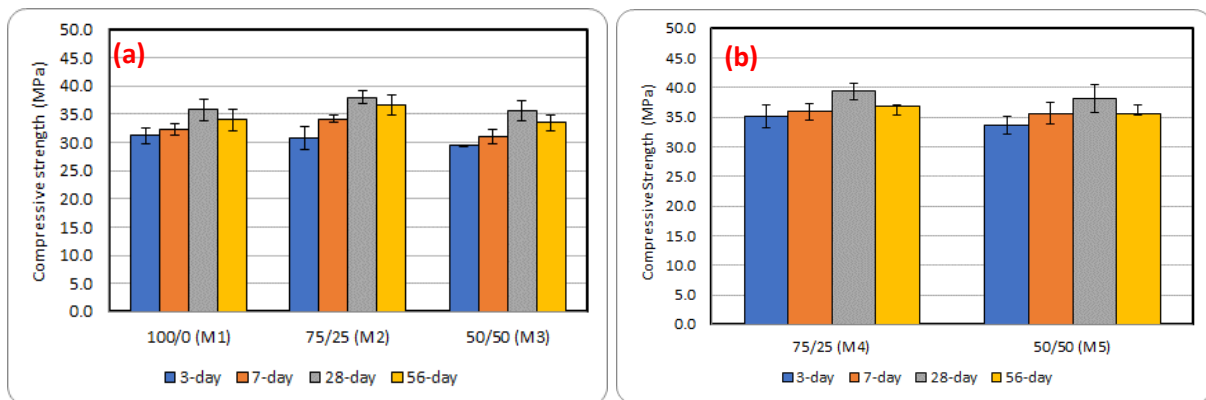 (a)
Compressive strength (MPa)
50.0
45.0
40.0
35.0
30.0
25.0
20.0
15.0
10.0
5.0
0.0
100/0 (M1) 75/25 (M2) 50/50 (M3)
3-day 7-day 28-day 56-day
(b)
Compressive Strength (MPa)
50.0
45.0
40.0
35.0
30.0
25.0
20.0
15.0
10.0
5.0
0.0
75/25 (M4) 50/50 (M5)
3-day 7-day 28-day 56-day